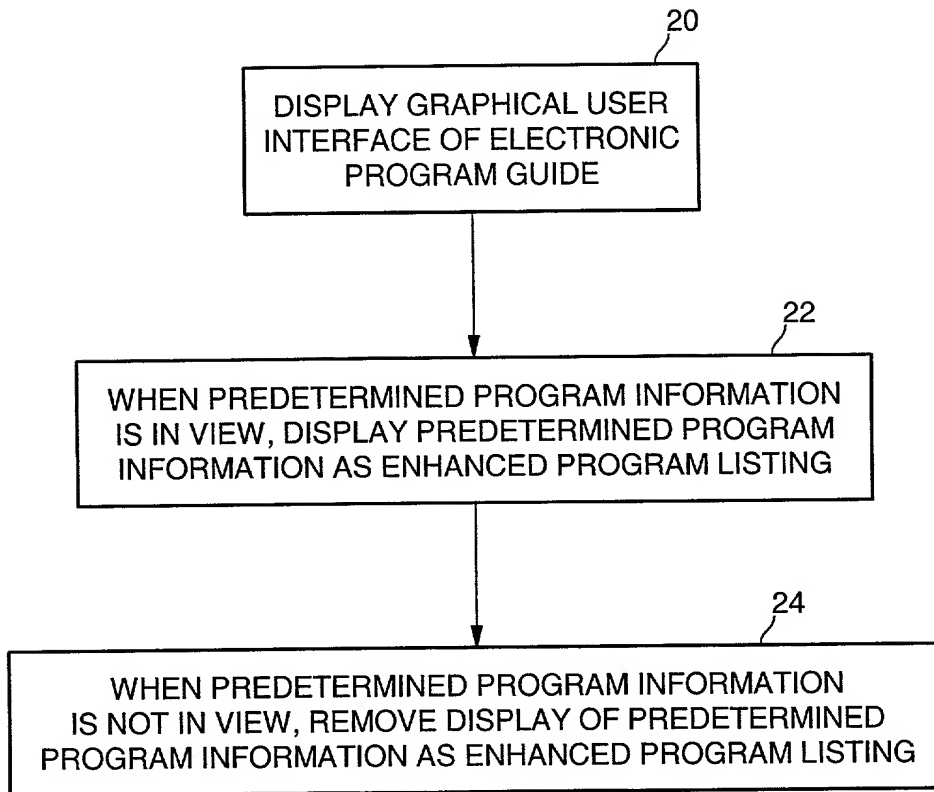 20
DISPLAY GRAPHICAL USER
INTERFACE OF ELECTRONIC
PROGRAM GUIDE
22
WHEN PREDETERMINED PROGRAM INFORMATION
IS IN VIEW, DISPLAY PREDETERMINED PROGRAM
INFORMATION AS ENHANCED PROGRAM LISTING
24
WHEN PREDETERMINED PROGRAM INFORMATION
IS NOT IN VIEW, REMOVE DISPLAY OF PREDETERMINED
PROGRAM INFORMATION AS ENHANCED PROGRAM LISTING